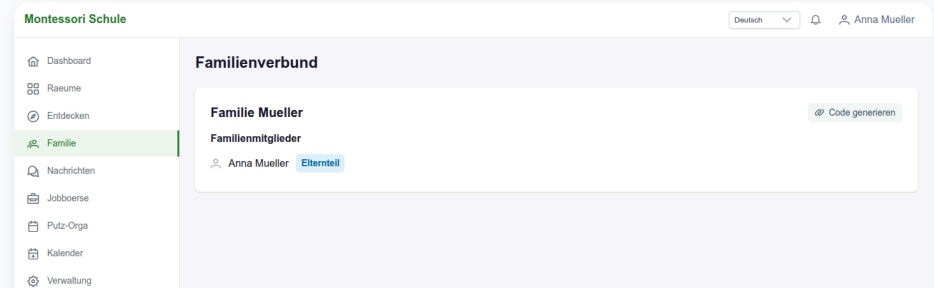 Montessori Schule
Deutsch
Anna Mueller
Dashboard
Raeume
Entdecken
Familie
Nachrichten
Jobboerse
Putz-Orga
Kalender
Verwaltung
Familienverbund
Familie Mueller
Code generieren
Familienmitglieder
Anna Mueller Elternteil